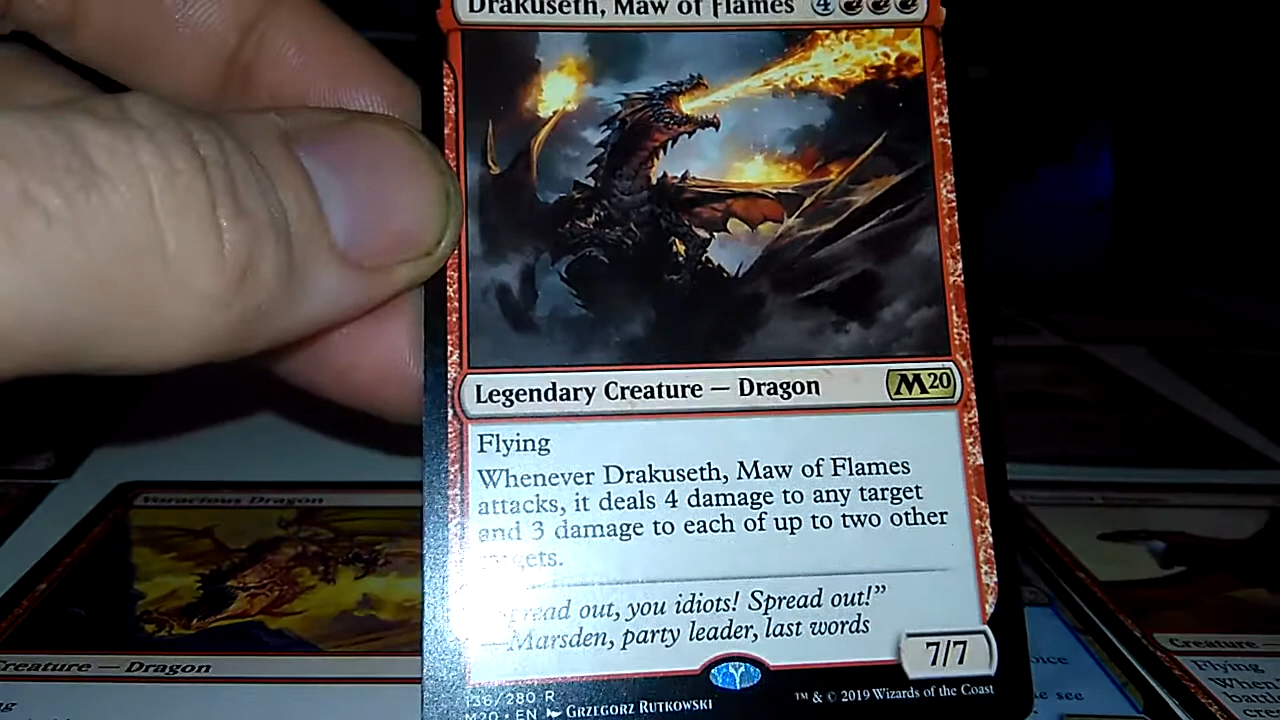 Drakuseth, Maw of Flames 4
Legendary Creature — Dragon M20
Flying
Whenever Drakuseth, Maw of Flames
attacks, it deals 4 damage to any target
and 3 damage to each of up to two other
ets.
read out, you idiots! Spread out!”
—Marsden, party leader, last words
7/7
136/280 R
M20 • EN GRZEGORZ RUTKOWSKI
™ & © 2019 Wizards of the Coast
Voracious Dragon
Creature — Dragon
Creature —
Flying